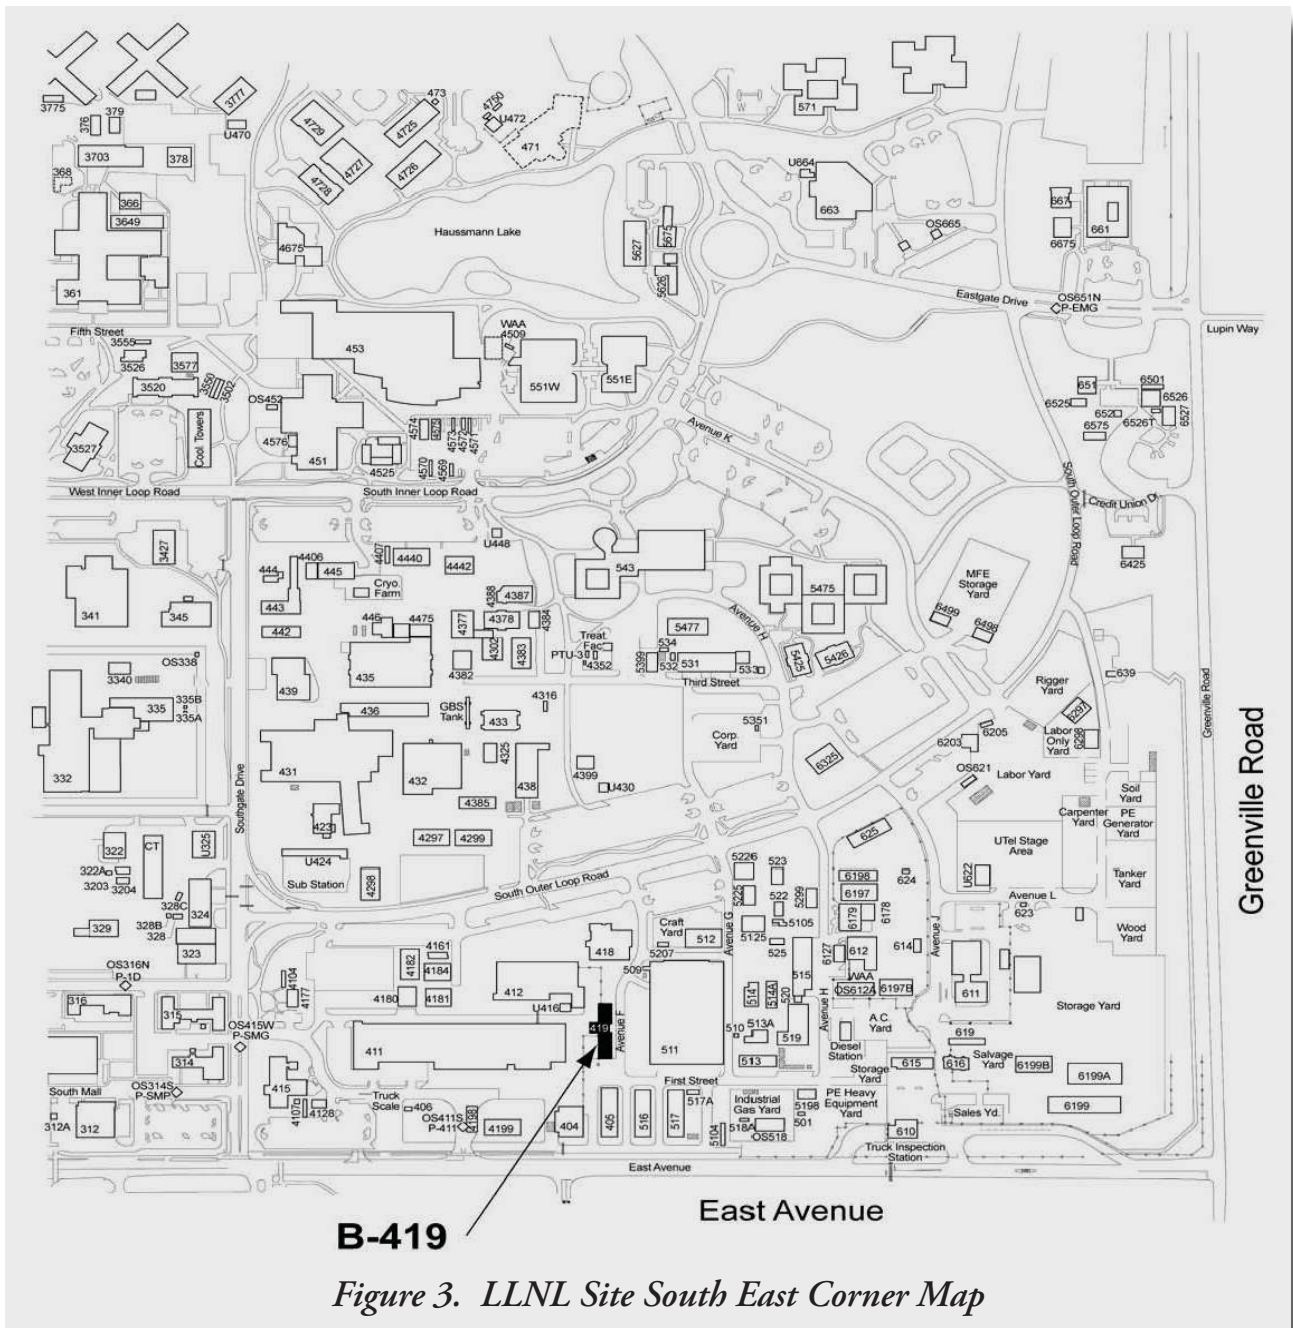 3775
376
379
3777
U470
3703
378
368
366
3649
361
4729
4725
473
4727
4728
4726
4750
U472
471
571
U664
663
OS665
667
6675
661
Haussmann Lake
4675
5627
5675
5626
Eastgate Drive
OS651N
P-EMG
Lupin Way
Fifth Street
3555
3526
3577
3520
3550
3502
3527
Cool Towers
453
WAA
4509
551W
551E
OS452
4576
451
4525
4574
4575
4573
4572
4571
4570
4569
Avenue K
651
6501
6525
652
6526
6526T
6527
6575
West Inner Loop Road
South Inner Loop Road
South Outer Loop Road
Credit Union Dr
6425
3427
341
345
4406
4407
4440
4442
444
445
443
Cryo.
Farm
442
446
4475
435
U448
4388
4387
4377
4378
4384
4302
4383
4382
543
5475
MFE
Storage
Yard
6499
6498
Treat.
Fac
PTU-3
4352
5477
534
5399
532
531
533
Avenue H
5425
5426
Third Street
OS338
3340
335
335B
335A
332
439
436
GBS
Tank
433
4316
431
432
4325
438
4399
U430
4385
423
4297
4299
Corp.
Yard
5351
6325
639
Rigger
Yard
6297
6298
6205
6203
Labor
Only
Yard
OS621
Labor Yard
Soil
Yard
Carpenter
Yard
PE
Generator
Yard
Southgate Drive
Greenville Road
Greenville Road
322
322A
3203
3204
CT
U325
328C
328B
328
324
329
323
U424
Sub Station
4298
South Outer Loop Road
625
UTel Stage
Area
U622
Tanker
Yard
Avenue L
623
Wood
Yard
5226
5225
523
522
5299
5105
5125
525
6198
6197
624
6179
6178
6127
612
614
Avenue G
Avenue J
Craft
Yard
512
5207
509
418
4161
4182
4184
4180
4181
412
U416
4104
4177
OS316N
P-1D
316
315
314
OS415W
P-SMG
OS314S
P-SMP
South Mall
312A
312
411
419
Avenue F
511
514
514A
520
515
510
513A
513
519
Avenue H
WAA
OS612A
6197B
A.C.
Yard
Diesel
Station
Storage
Yard
611
619
Storage Yard
615
616
Salvage
Yard
6199B
6199A
6199
415
4107
4128
Truck
Scale
406
OS411S
P-411
4198
4199
404
405
516
517
First Street
517A
5104
Industrial
Gas Yard
518A
OS518
5198
501
PE Heavy
Equipment
Yard
Sales Yd.
610
Truck Inspection
Station
East Avenue
East Avenue
B-419
Figure 3. LLNL Site South East Corner Map